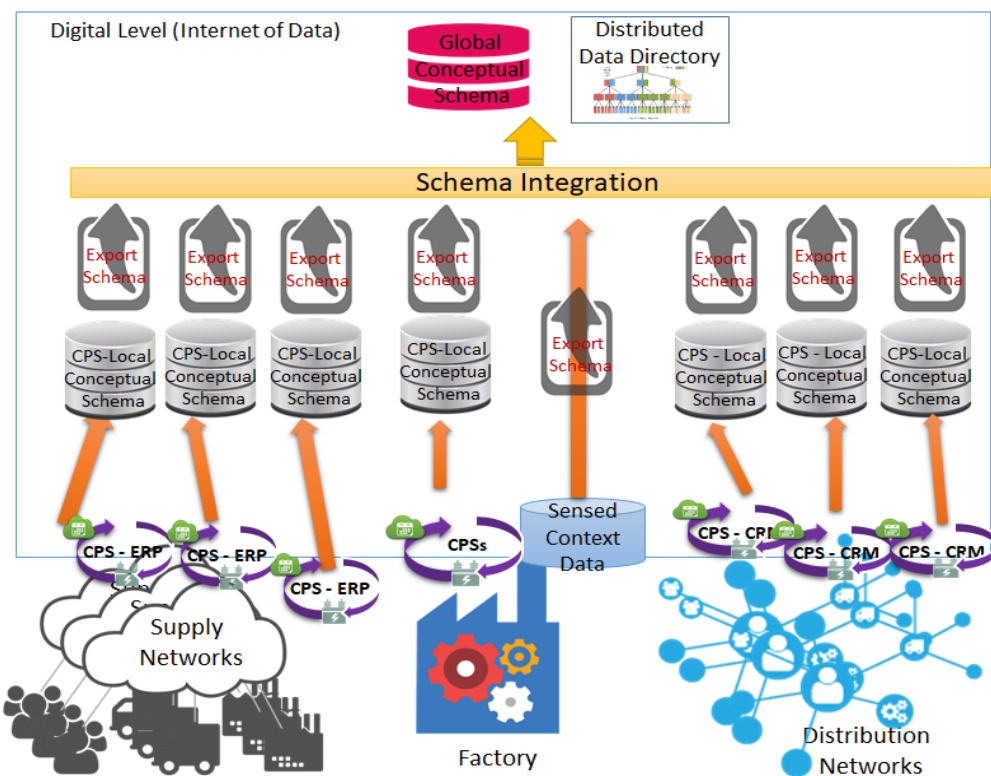 Digital Level (Internet of Data)
Global
Conceptual
Schema
Distributed
Data Directory
Schema Integration
Export
Schema
Export
Schema
Export
Schema
Export
Schema
Export
Schema
Export
Schema
Export
Schema
Export
Schema
CPS-Local
Conceptual
Schema
CPS-Local
Conceptual
Schema
CPS-Local
Conceptual
Schema
CPS-Local
Conceptual
Schema
CPS - Local
Conceptual
Schema
CPS - Local
Conceptual
Schema
CPS-Local
Conceptual
Schema
CPS - ERP
CPS - ERP
CPS - ERP
CPSs
Sensed
Context
Data
CPS - CRM
CPS - CRM
Supply
Networks
Factory
Distribution
Networks